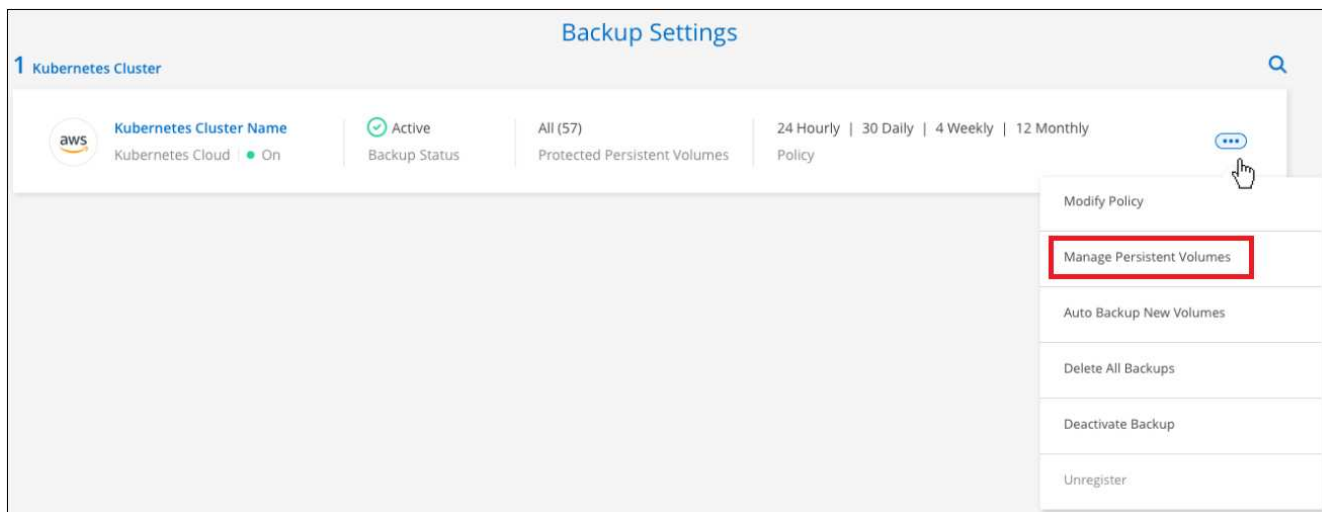 Backup Settings
1 Kubernetes Cluster
aws
Kubernetes Cluster Name
Kubernetes Cloud | On
Active
Backup Status
All (57)
Protected Persistent Volumes
24 Hourly | 30 Daily | 4 Weekly | 12 Monthly
Policy
Modify Policy
Manage Persistent Volumes
Auto Backup New Volumes
Delete All Backups
Deactivate Backup
Unregister